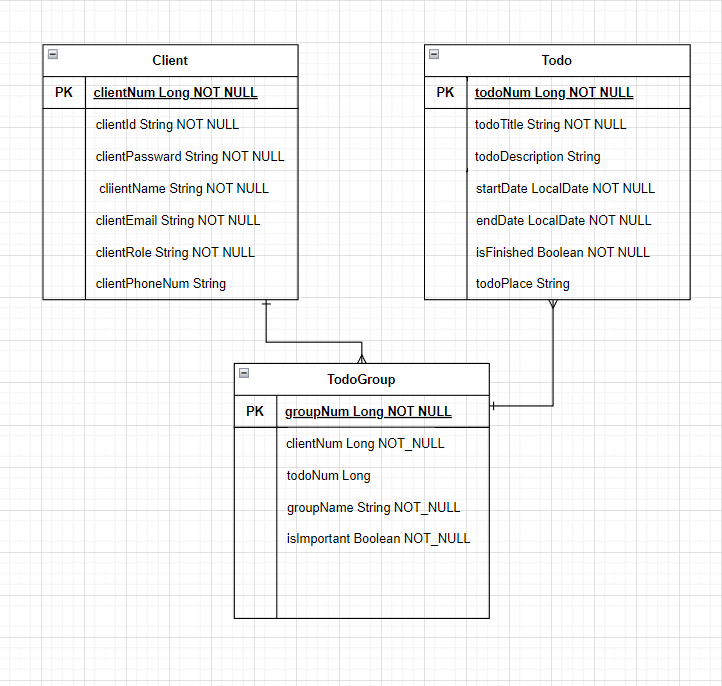 Client
PK clientNum Long NOT NULL
clientId String NOT NULL
clientPassward String NOT NULL
cliientName String NOT NULL
clientEmail String NOT NULL
clientRole String NOT NULL
clientPhoneNum String
Todo
PK todoNum Long NOT NULL
todoTitle String NOT NULL
todoDescription String
startDate LocalDate NOT NULL
endDate LocalDate NOT NULL
isFinished Boolean NOT NULL
todoPlace String
TodoGroup
PK groupNum Long NOT NULL
clientNum Long NOT_NULL
todoNum Long
groupName String NOT_NULL
isImportant Boolean NOT_NULL